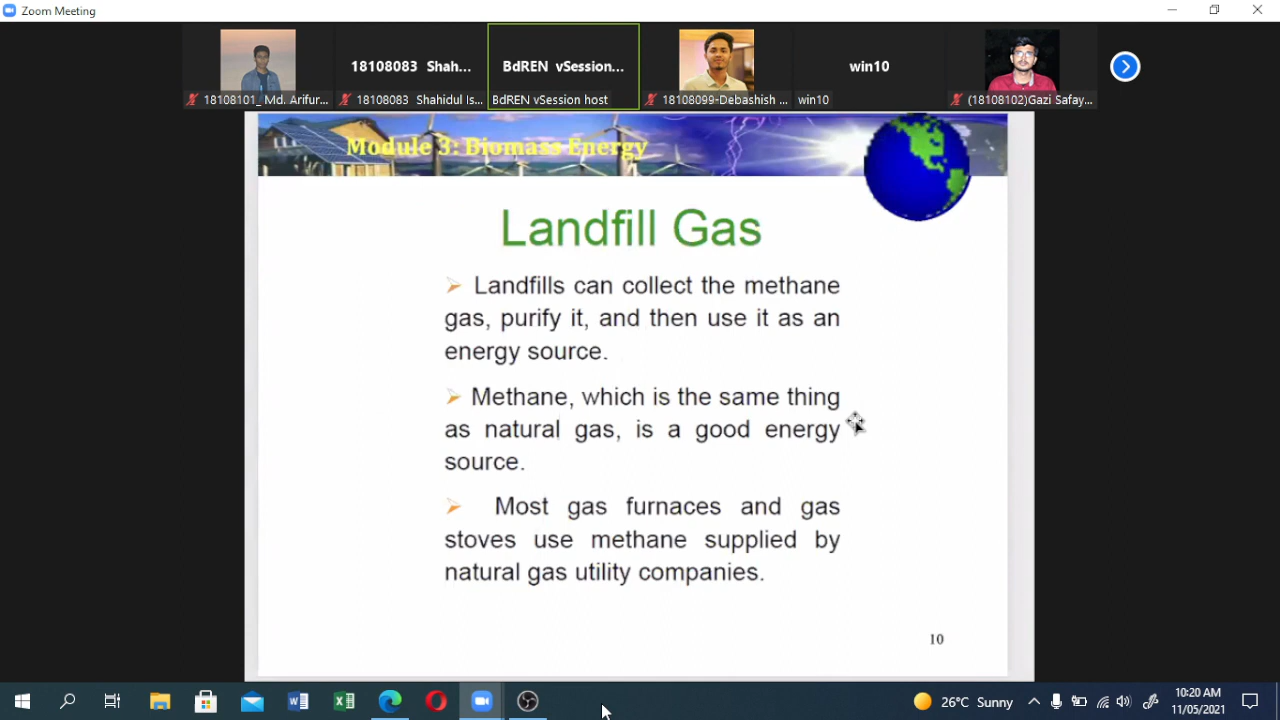 Zoom Meeting
18108083 Shah...
BdREN vSession...
win10
18108101_ Md. Arifur...
18108083 Shahidul Is...
BdREN vSession host
18108099-Debashish ...
win10
(18108102)Gazi Safay...
Module 3: Biomass Energy
Landfill Gas
Landfills can collect the methane
gas, purify it, and then use it as an
energy source.
Methane, which is the same thing
as natural gas, is a good energy
source.
Most gas furnaces and gas
stoves use methane supplied by
natural gas utility companies.
10
26°C Sunny
10:20 AM
11/05/2021